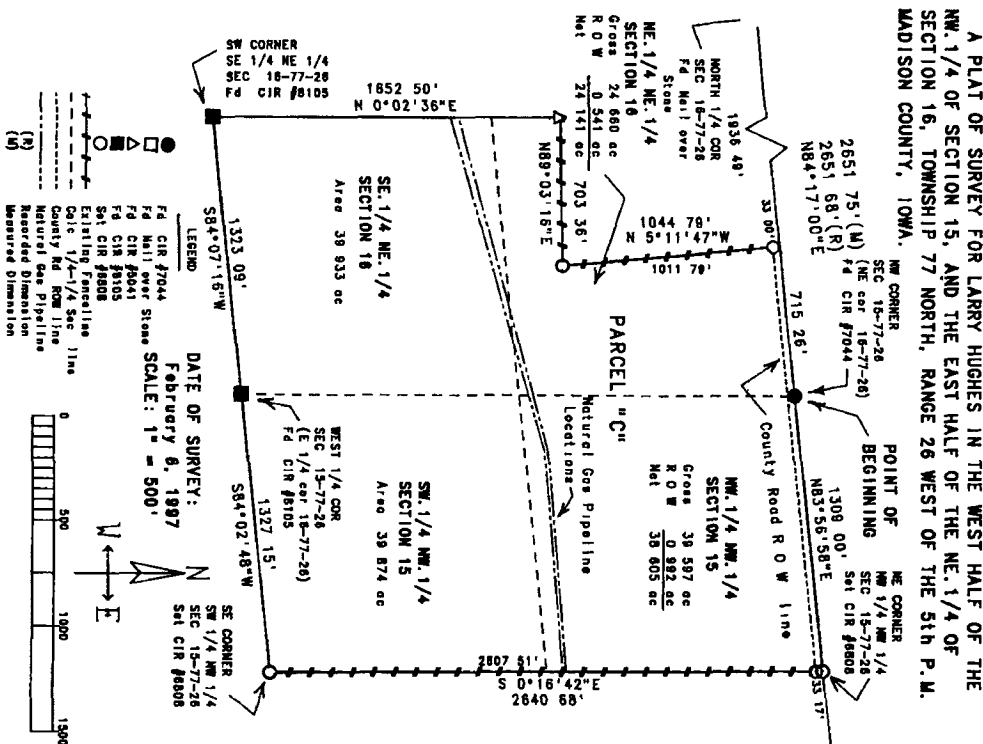 A PLAT OF SURVEY FOR LARRY HUGHES IN THE WEST HALF OF THE
NW.1/4 OF SECTION 15, AND THE EAST HALF OF THE NE.1/4 OF
SECTION 16, TOWNSHIP 77 NORTH, RANGE 26 WEST OF THE 5th P.M.
MADISON COUNTY, IOWA.
2651 75'(M)
2651 68'(R)
N84°17'00"E
NW CORNER
SEC 15-77-26
(NE cor 16-77-26)
Fd CIR #7044
POINT OF
BEGINNING
1309 00'
N83°56'58"E
NE CORNER
NW 1/4 NW 1/4
SEC 15-77-26
Set CIR #6808
1936 49'
NORTH 1/4 COR
SEC 16-77-26
Fd Nail over
Stone
33 00'
715 26'
County Road R O W line
33 17'
NE.1/4 NE.1/4
SECTION 16
Gross 24 660 ac
R O W 0 541 ac
Net 24 141 ac
703 36'
N89°03'16"E
1044 79'
N 5°11'47"W
1011 79'
PARCEL "C"
NW.1/4 NW.1/4
SECTION 15
Gross 39 597 ac
R O W 0 992 ac
Net 38 605 ac
Natural Gas Pipeline
Locations
1652 50'
N 0°02'36"E
SE.1/4 NE.1/4
SECTION 16
Area 39 933 ac
SW.1/4 NW.1/4
SECTION 15
Area 39 874 ac
2607 51'
S 0°16'42"E
2640 68'
SW CORNER
SE 1/4 NE 1/4
SEC 16-77-26
Fd CIR #8105
WEST 1/4 COR
SEC 15-77-26
(E 1/4 cor 16-77-26)
Fd CIR #8105
1323 09'
S84°07'16"W
1327 15'
S84°02'48"W
SE CORNER
SW 1/4 NW 1/4
SEC 15-77-26
Set CIR #6808
LEGEND
Fd CIR #7044
Fd Nail over Stone
Fd CIR #5041
Fd CIR #8105
Set CIR #6808
Existing Fenceline
Calc 1/4-1/4 Sec line
County Rd ROW line
Natural Gas Pipeline
(R) Recorded Dimension
(M) Measured Dimension
DATE OF SURVEY:
February 6, 1997
SCALE: 1" = 500'
N
W E
0 500 1000 1500